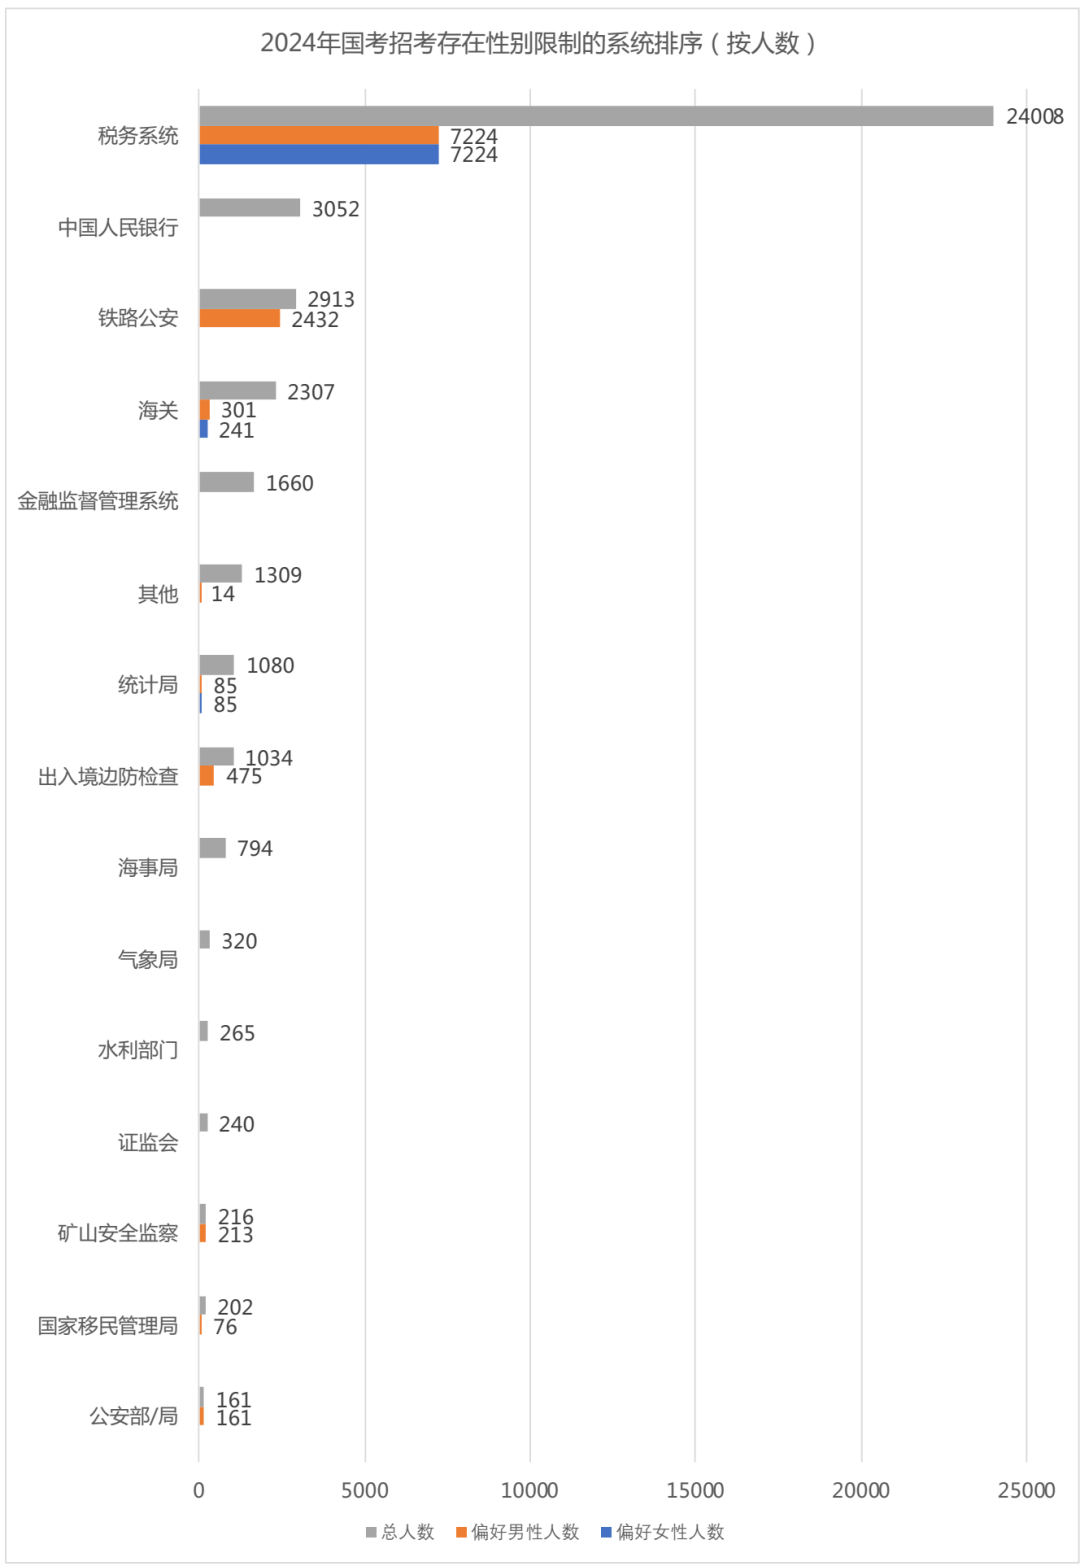 2024年国考招考存在性别限制的系统排序（按人数）
税务系统
24008
7224
7224
中国人民银行
3052
铁路公安
2913
2432
海关
2307
301
241
金融监督管理系统
1660
其他
1309
14
统计局
1080
85
85
出入境边防检查
1034
475
海事局
794
气象局
320
水利部门
265
证监会
240
矿山安全监察
216
213
国家移民管理局
202
76
公安部/局
161
161
0 5000 10000 15000 20000 25000
总人数 偏好男性人数 偏好女性人数